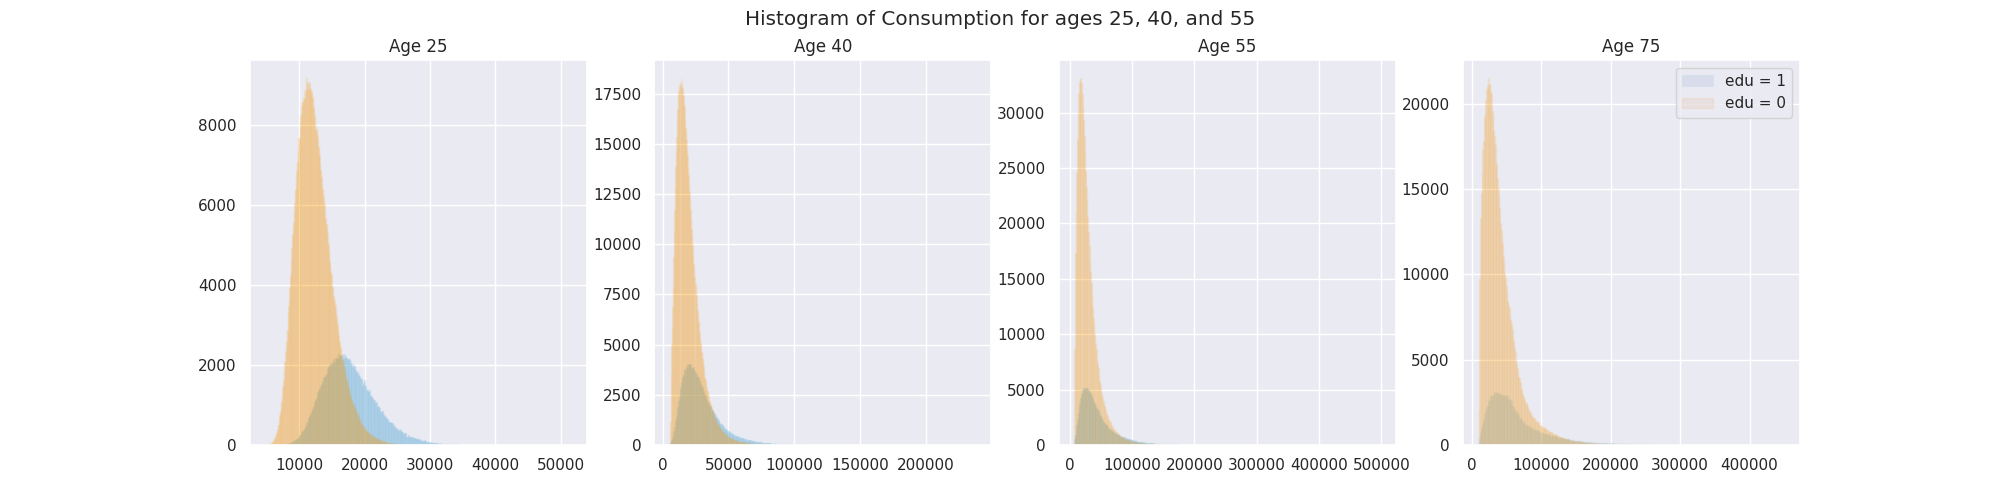 Histogram of Consumption for ages 25, 40, and 55
Age 25
8000
6000
4000
2000
0
10000 20000 30000 40000 50000
Age 40
17500
15000
12500
10000
7500
5000
2500
0
0 50000 100000 150000 200000
Age 55
30000
25000
20000
15000
10000
5000
0
0 100000 200000 300000 400000 500000
Age 75
edu = 1
edu = 0
20000
15000
10000
5000
0
0 100000 200000 300000 400000